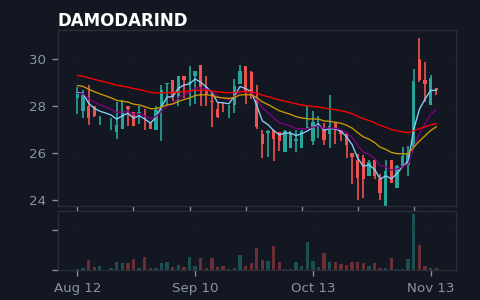 DAMODARIND
30
28
26
24
Aug 12
Sep 10
Oct 13
Nov 13